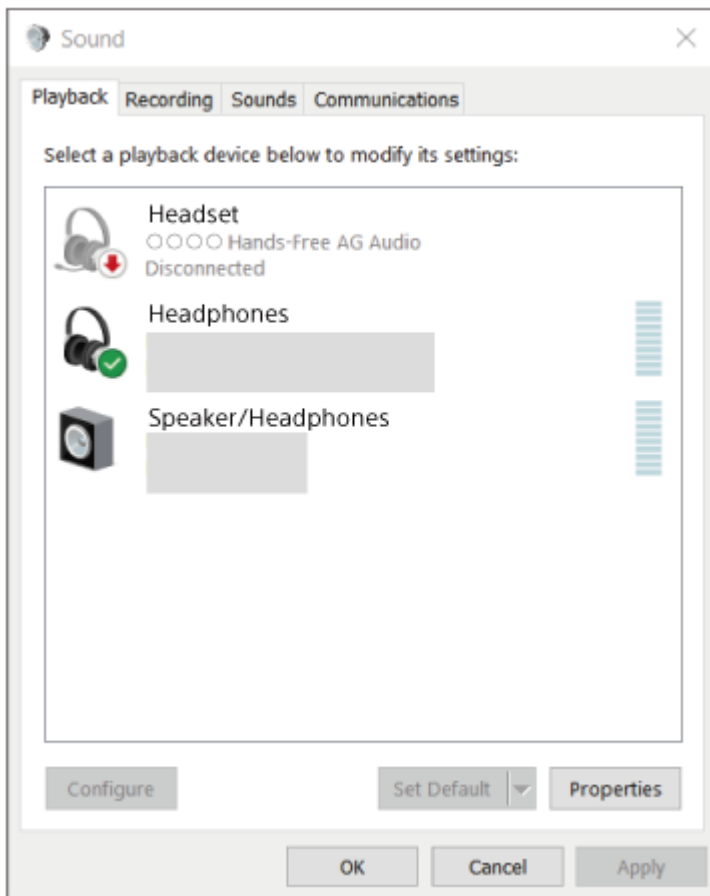 Sound
Playback Recording Sounds Communications
Select a playback device below to modify its settings:
Headset
○○○○ Hands-Free AG Audio
Disconnected
Headphones
Speaker/Headphones
Configure Set Default Properties
OK Cancel Apply